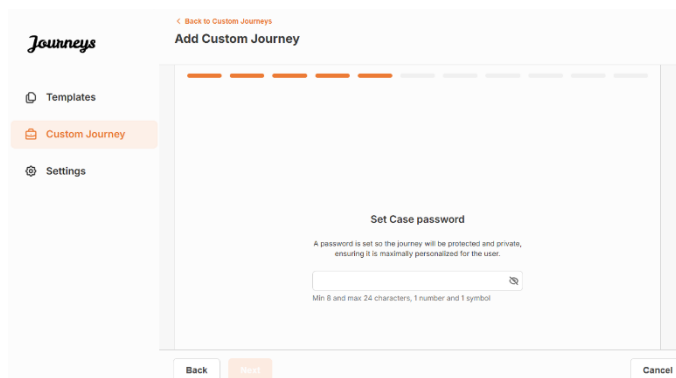 < Back to Custom Journeys
Journeys
Add Custom Journey
Templates
Custom Journey
Settings
Set Case password
A password is set so the journey will be protected and private,
ensuring it is maximally personalized for the user.
Min 8 and max 24 characters, 1 number and 1 symbol
Back
Next
Cancel